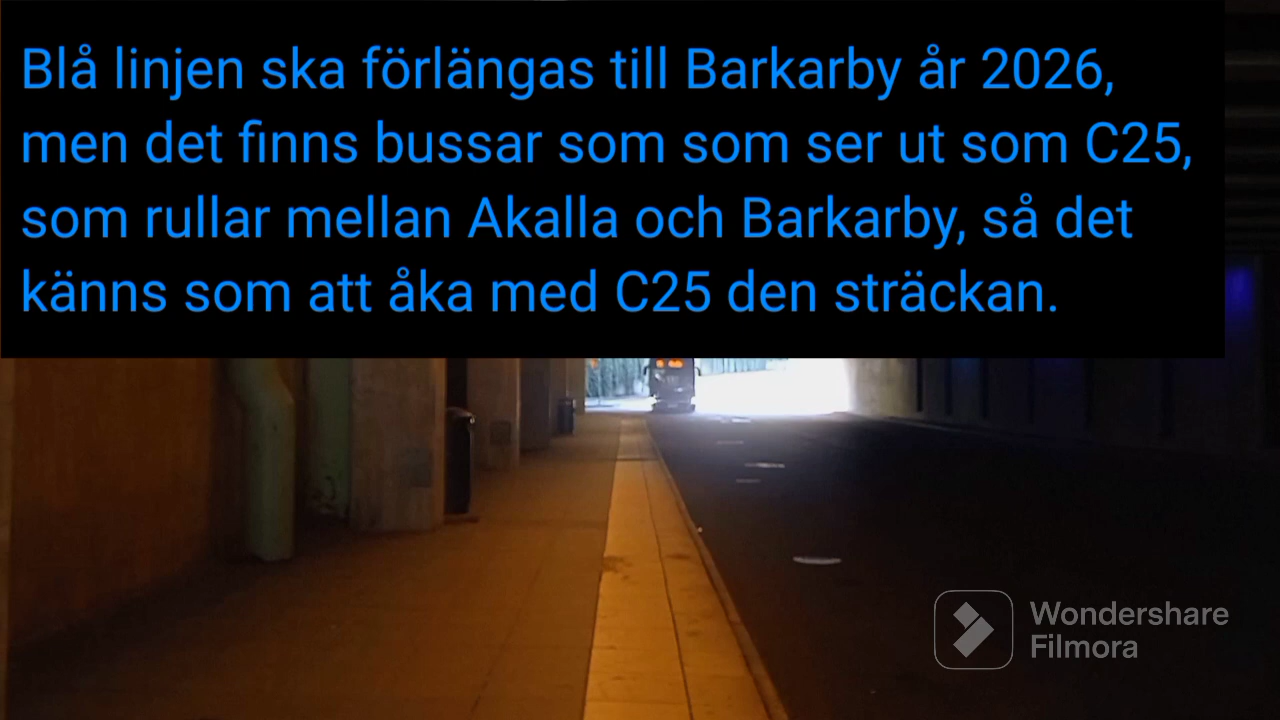 Blå linjen ska förlängas till Barkarby år 2026,
men det finns bussar som som ser ut som C25,
som rullar mellan Akalla och Barkarby, så det
känns som att åka med C25 den sträckan.
Wondershare
Filmora